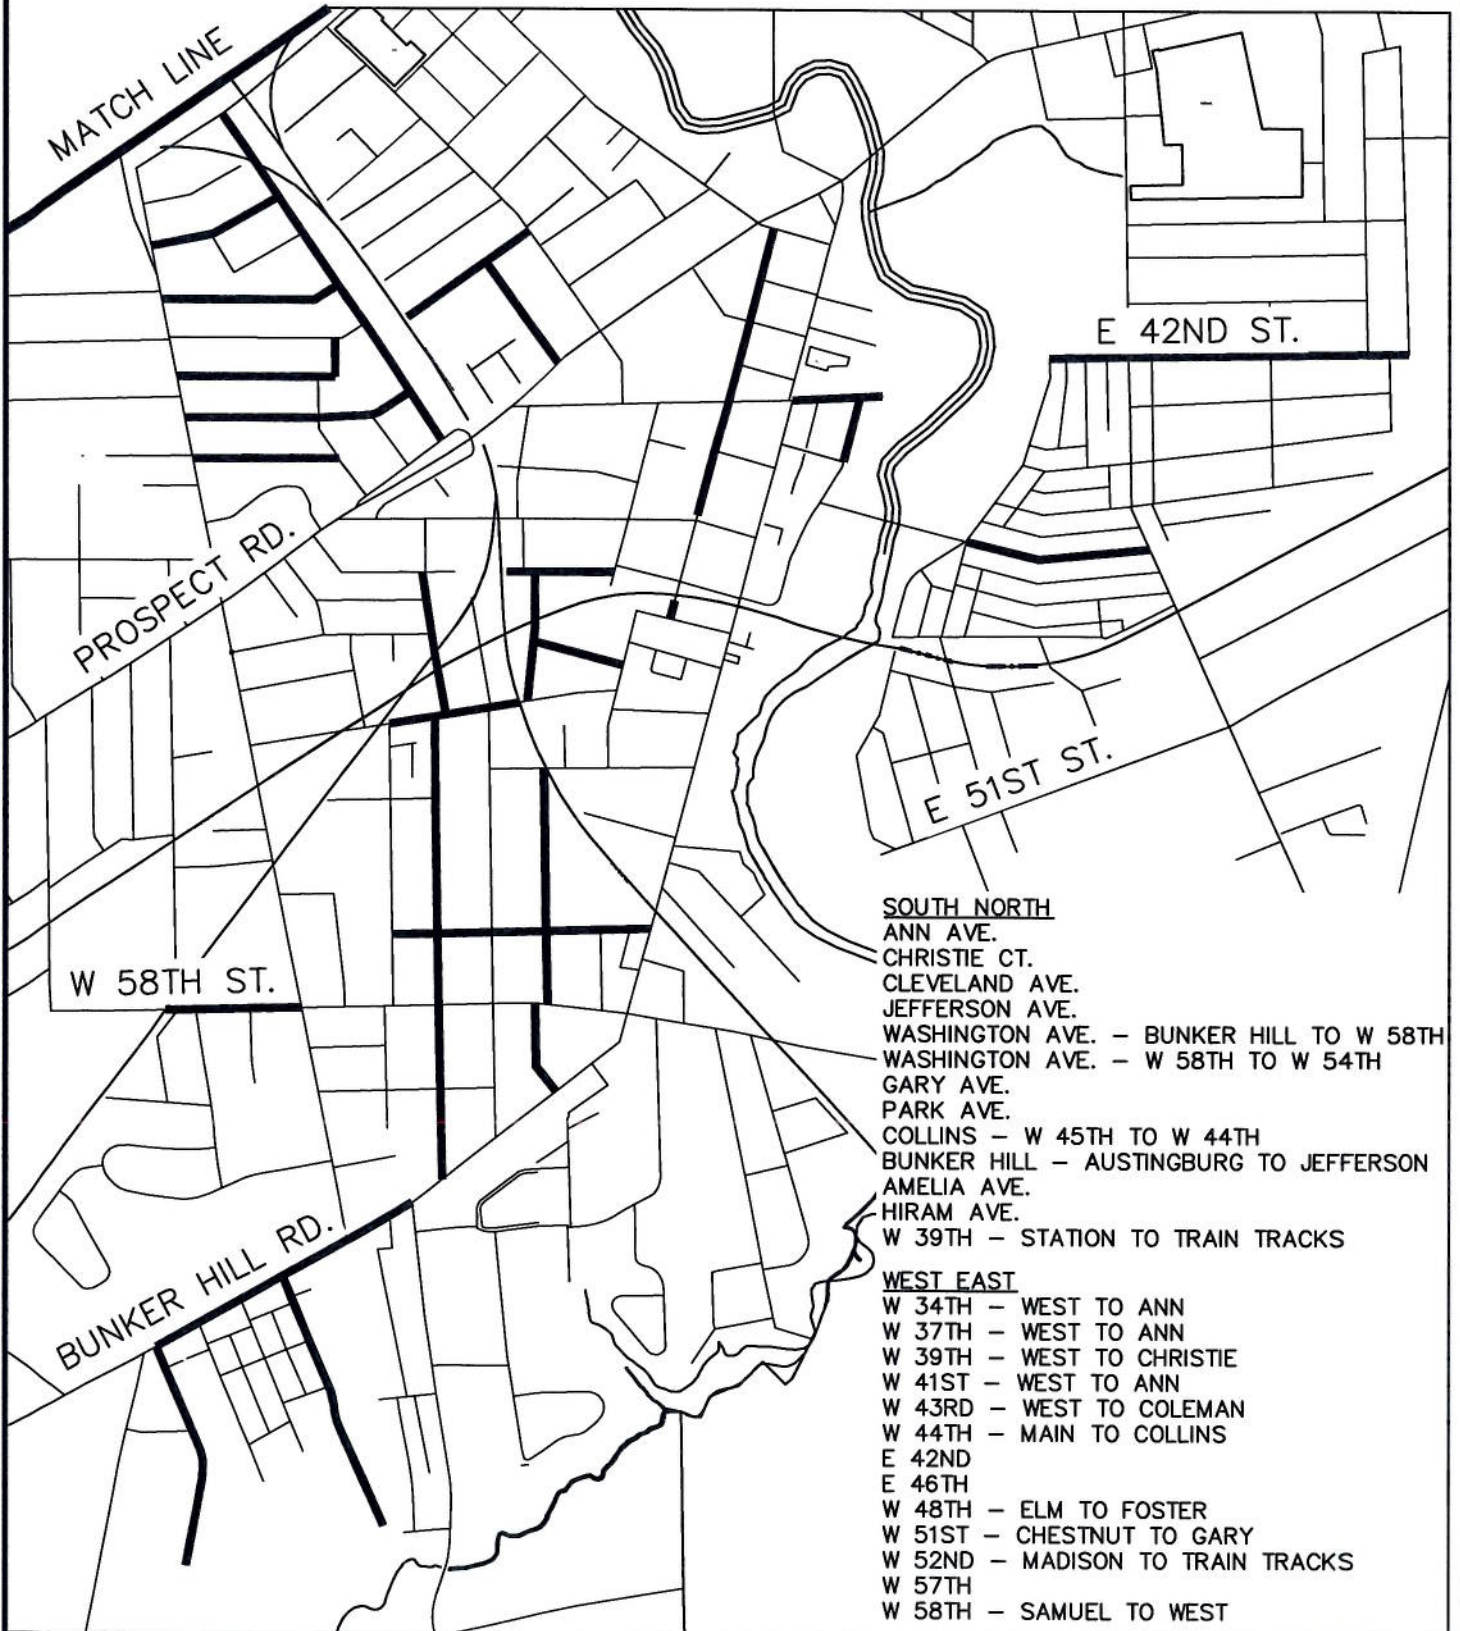 MATCH LINE
E 42ND ST.
PROSPECT RD.
E 51ST ST.
W 58TH ST.
BUNKER HILL RD.
SOUTH NORTH
ANN AVE.
CHRISTIE CT.
CLEVELAND AVE.
JEFFERSON AVE.
WASHINGTON AVE. – BUNKER HILL TO W 58TH
WASHINGTON AVE. – W 58TH TO W 54TH
GARY AVE.
PARK AVE.
COLLINS – W 45TH TO W 44TH
BUNKER HILL – AUSTINGBURG TO JEFFERSON
AMELIA AVE.
HIRAM AVE.
W 39TH – STATION TO TRAIN TRACKS
WEST EAST
W 34TH – WEST TO ANN
W 37TH – WEST TO ANN
W 39TH – WEST TO CHRISTIE
W 41ST – WEST TO ANN
W 43RD – WEST TO COLEMAN
W 44TH – MAIN TO COLLINS
E 42ND
E 46TH
W 48TH – ELM TO FOSTER
W 51ST – CHESTNUT TO GARY
W 52ND – MADISON TO TRAIN TRACKS
W 57TH
W 58TH – SAMUEL TO WEST